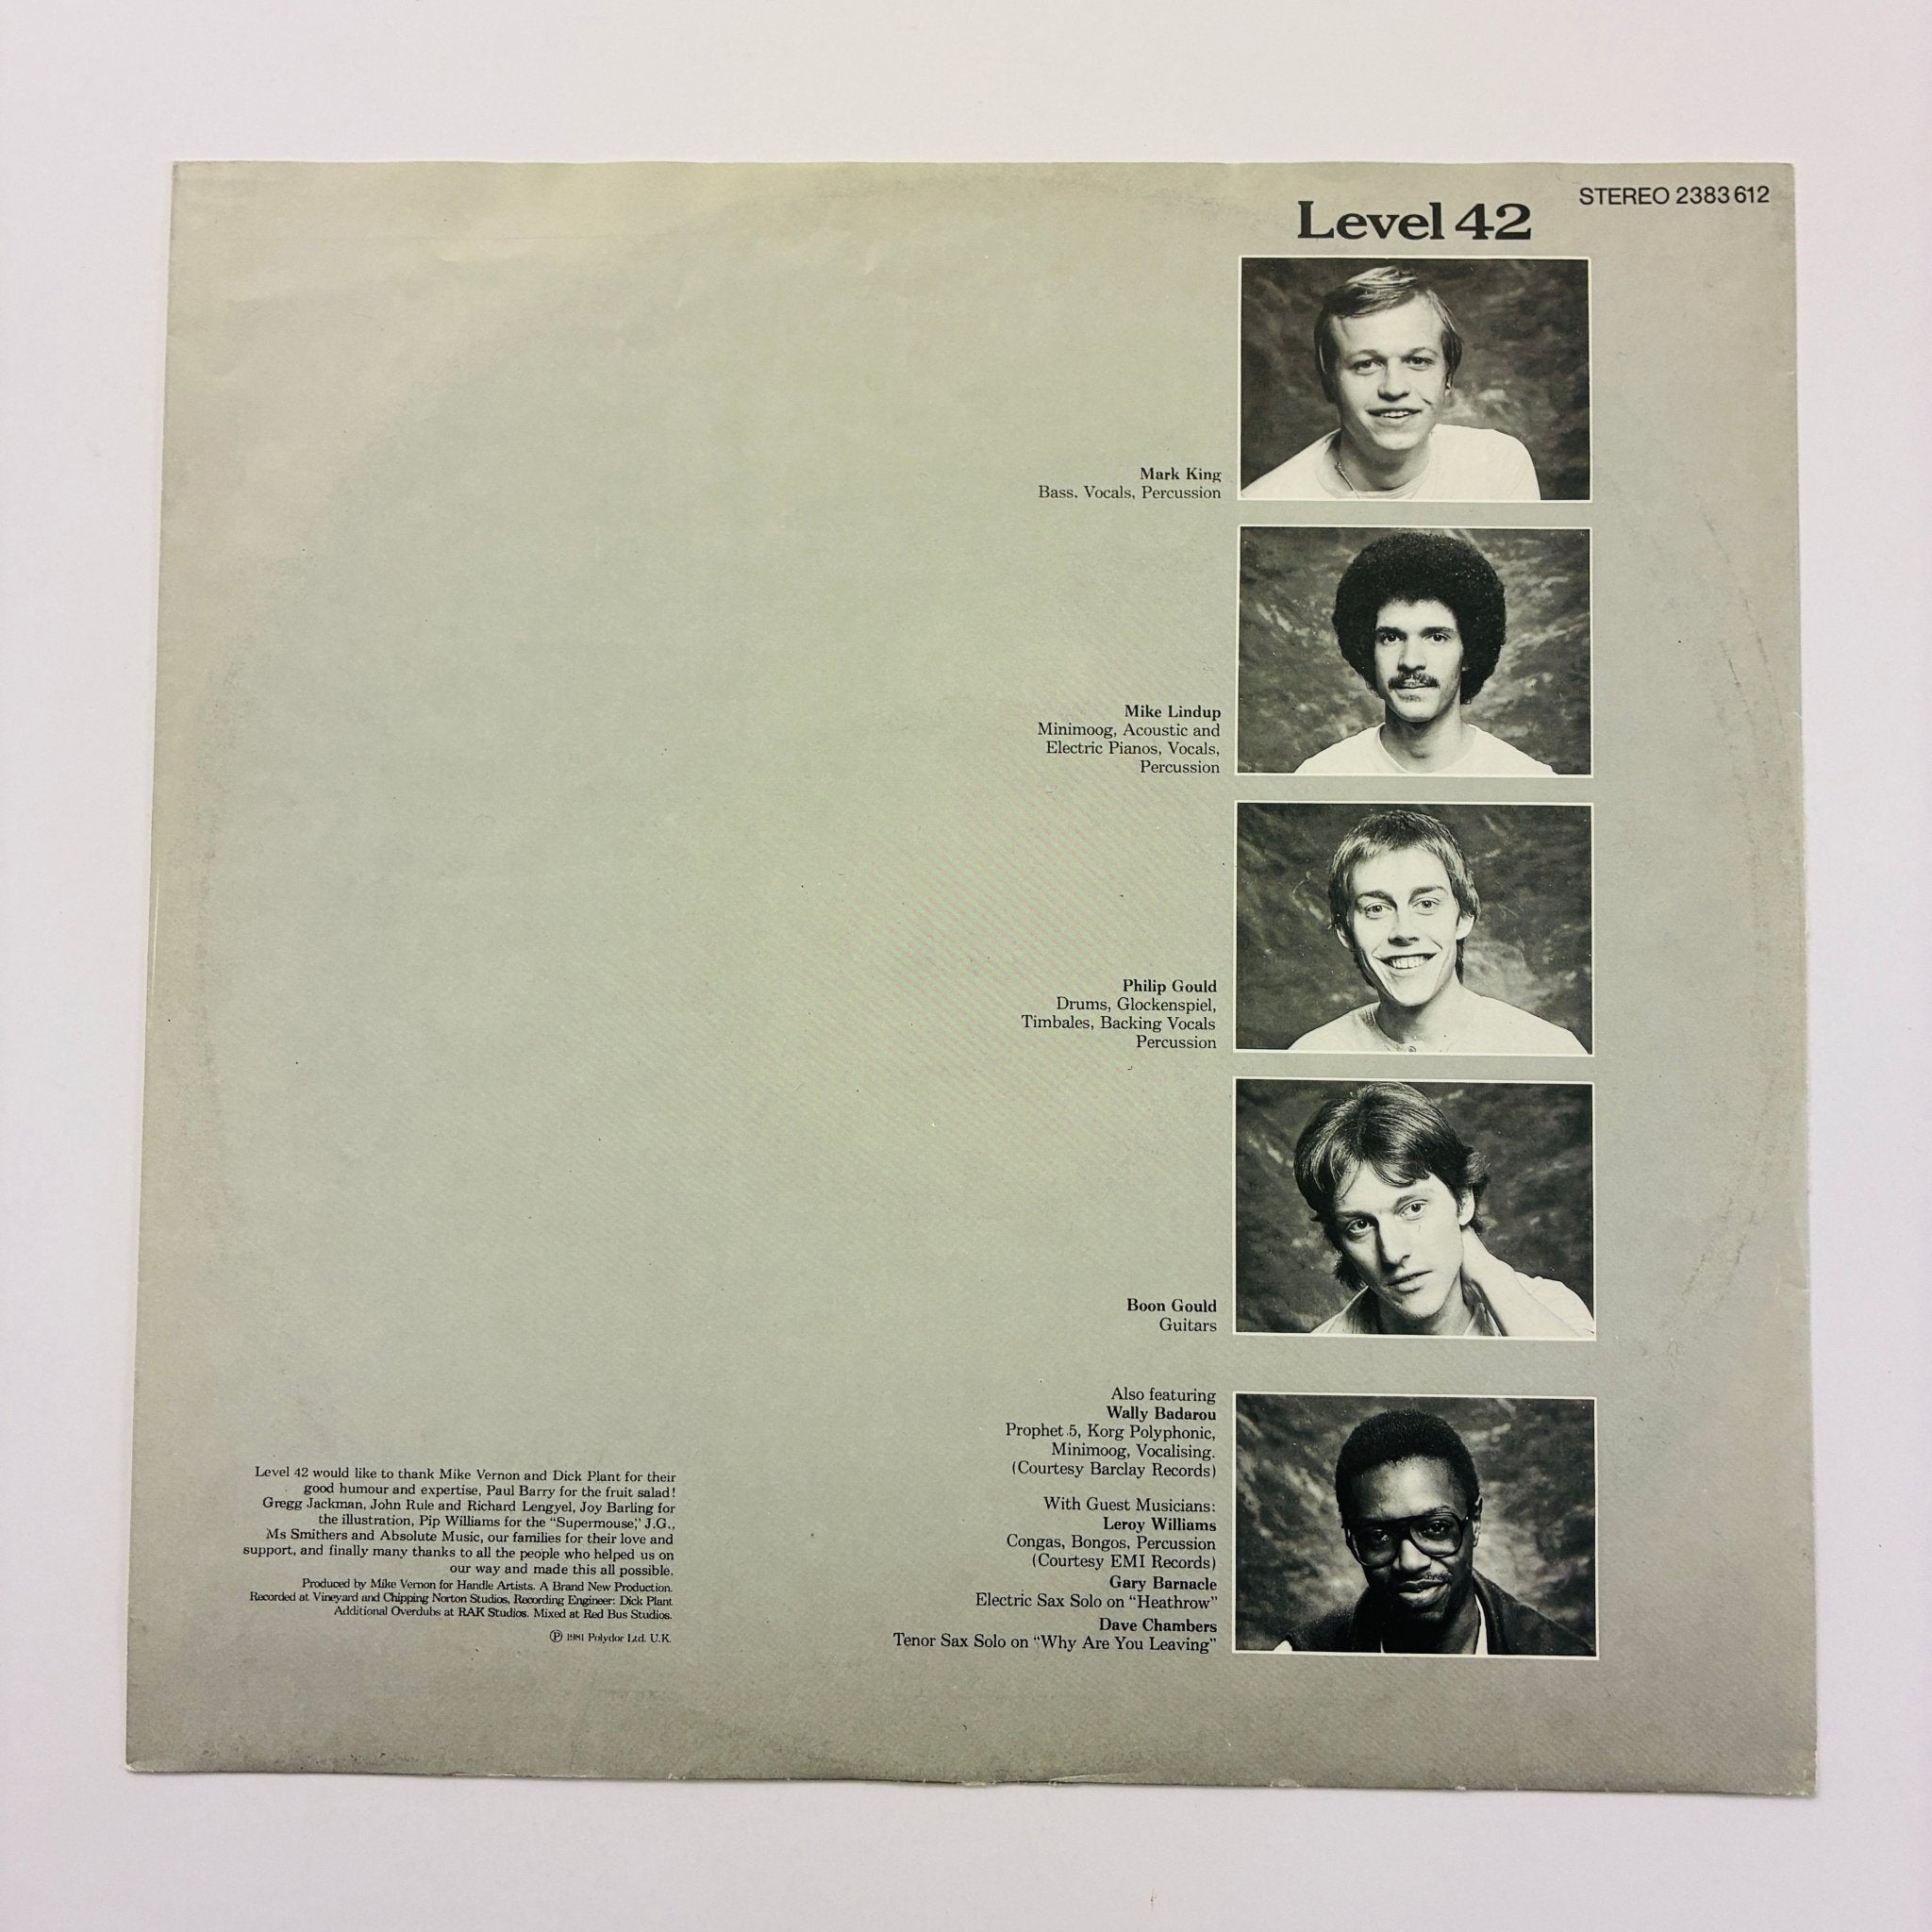 STEREO 2383 612
Level 42
Mark King
Bass, Vocals, Percussion
Mike Lindup
Minimoog, Acoustic and
Electric Pianos, Vocals,
Percussion
Philip Gould
Drums, Glockenspiel,
Timbales, Backing Vocals
Percussion
Boon Gould
Guitars
Also featuring
Wally Badarou
Prophet 5, Korg Polyphonic,
Minimoog, Vocalising.
(Courtesy Barclay Records)
With Guest Musicians:
Leroy Williams
Congas, Bongos, Percussion
(Courtesy EMI Records)
Gary Barnacle
Electric Sax Solo on “Heathrow”
Dave Chambers
Tenor Sax Solo on “Why Are You Leaving”
Level 42 would like to thank Mike Vernon and Dick Plant for their
good humour and expertise, Paul Barry for the fruit salad!
Gregg Jackman, John Rule and Richard Lengyel, Joy Barling for
the illustration, Pip Williams for the “Supermouse”, J.G.,
Ms Smithers and Absolute Music, our families for their love and
support, and finally many thanks to all the people who helped us on
our way and made this all possible.
Produced by Mike Vernon for Handle Artists. A Brand New Production.
Recorded at Vineyard and Chipping Norton Studios, Recording Engineer: Dick Plant
Additional Overdubs at RAK Studios. Mixed at Red Bus Studios.
℗ 1981 Polydor Ltd. U.K.